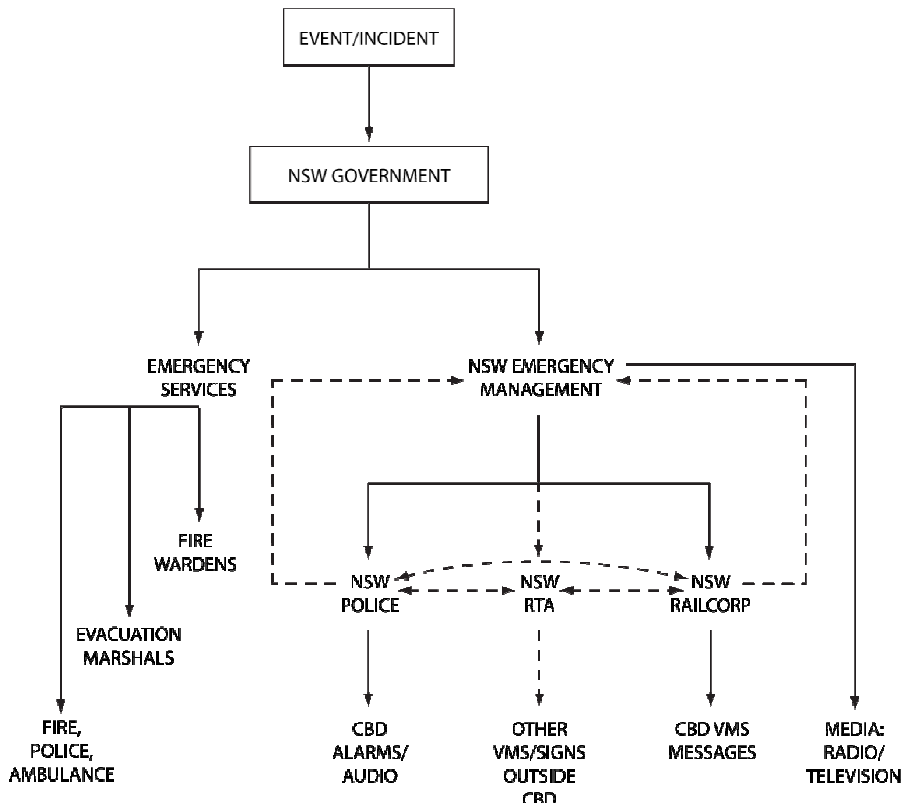 EVENT/INCIDENT
NSW GOVERNMENT
EMERGENCY
SERVICES
NSW EMERGENCY
MANAGEMENT
FIRE
WARDENS
NSW
POLICE
NSW
RTA
NSW
RAILCORP
EVACUATION
MARSHALS
FIRE,
POLICE,
AMBULANCE
CBD
ALARMS/
AUDIO
OTHER
VMS/SIGNS
OUTSIDE
CBD
CBD VMS
MESSAGES
MEDIA:
RADIO/
TELEVISION